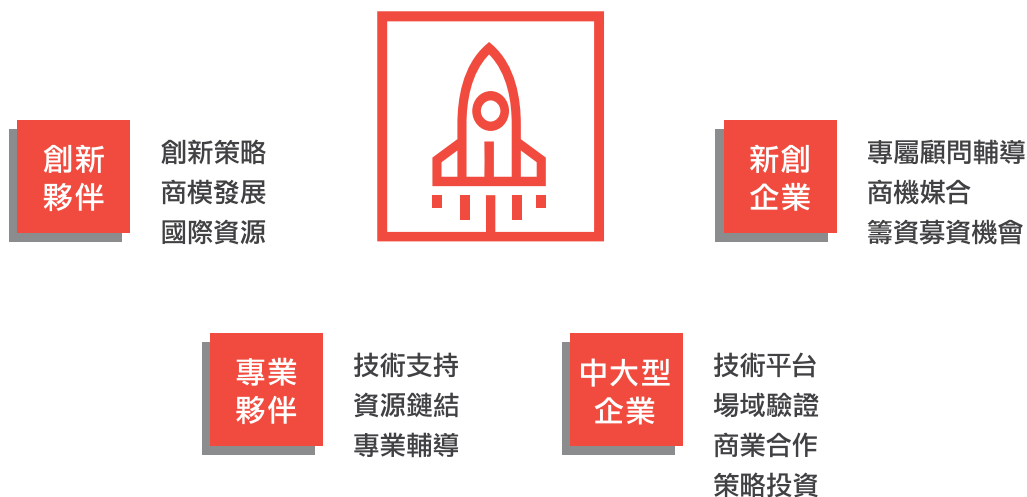 創新
夥伴
創新策略
商模發展
國際資源
新創
企業
專屬顧問輔導
商機媒合
籌資募資機會
專業
夥伴
技術支持
資源鏈結
專業輔導
中大型
企業
技術平台
場域驗證
商業合作
策略投資